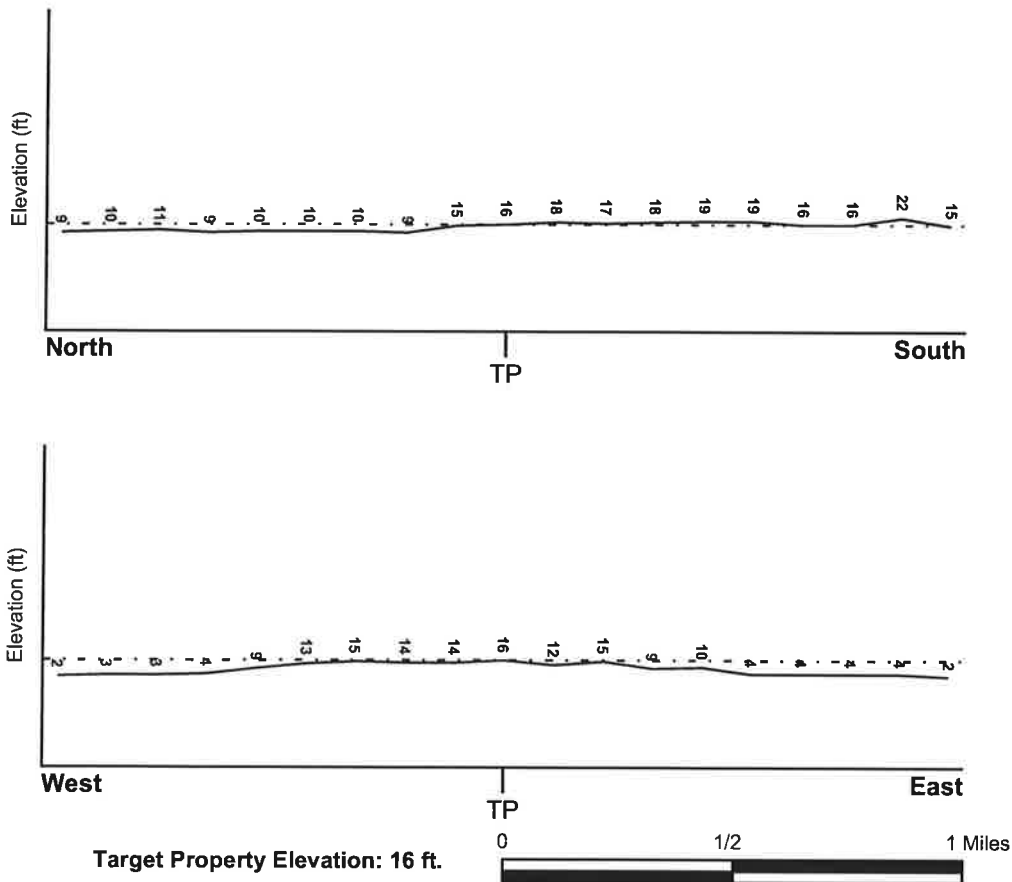 Elevation (ft)
9 10 11 9 10 10 10 9 15 16 18 17 18 19 19 16 16 22 15
North South
TP
Elevation (ft)
2 3 3 4 9 13 15 14 14 16 12 15 9 10 4 4 4 4 2
West East
TP
0 1/2 1 Miles
Target Property Elevation: 16 ft.